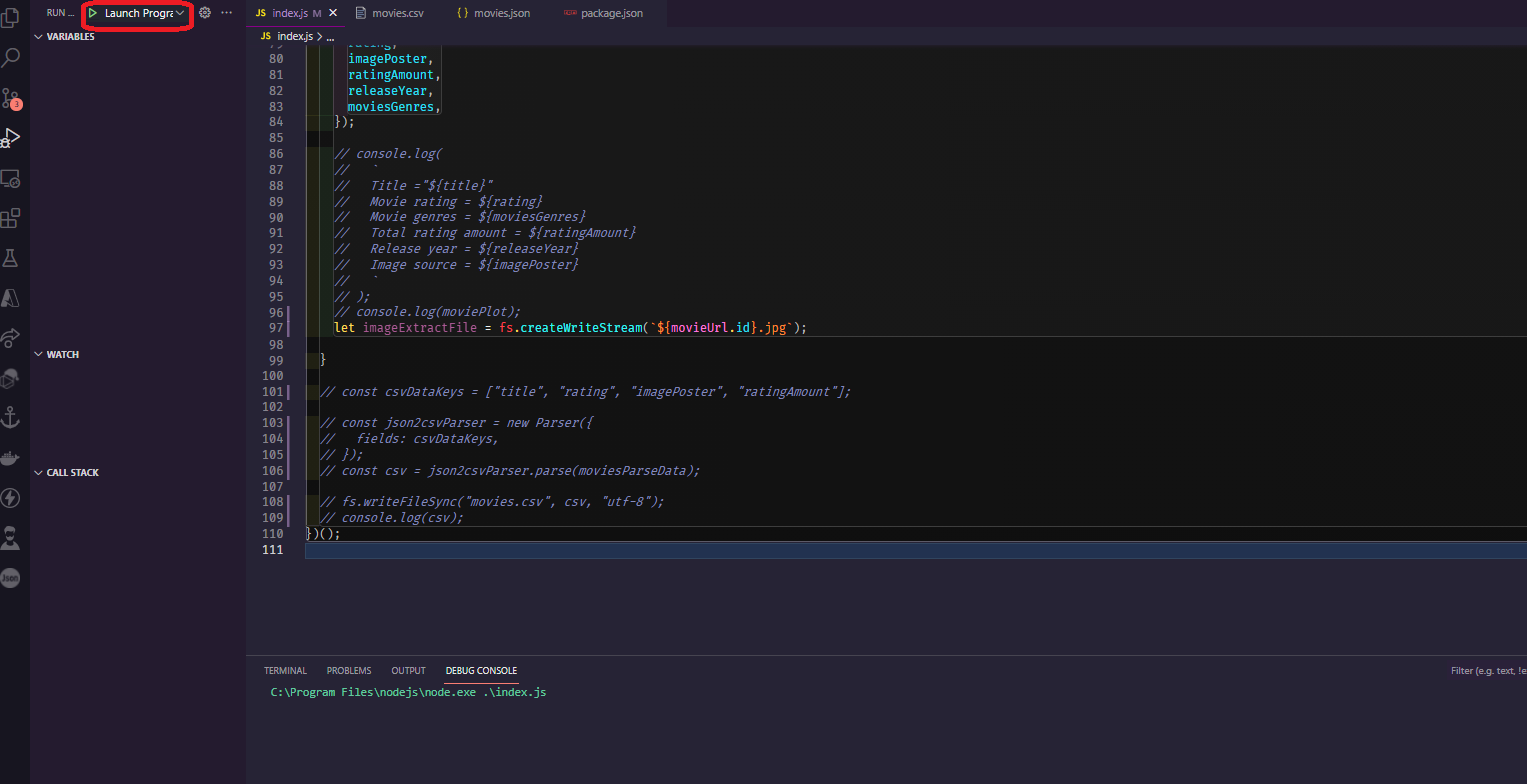 RUN ...
Launch Progra
JS index.js M
movies.csv
{} movies.json
package.json
VARIABLES
JS index.js > ...
80 imagePoster,
81 ratingAmount,
82 releaseYear,
83 moviesGenres,
84 });
85
86 // console.log(
87 // `
88 // Title ="${title}"
89 // Movie rating = ${rating}
90 // Movie genres = ${moviesGenres}
91 // Total rating amount = ${ratingAmount}
92 // Release year = ${releaseYear}
93 // Image source = ${imagePoster}
94 // `
95 // );
96 // console.log(moviePlot);
97 let imageExtractFile = fs.createWriteStream(`${movieUrl.id}.jpg`);
98
99 }
100
101 // const csvDataKeys = ["title", "rating", "imagePoster", "ratingAmount"];
102
103 // const json2csvParser = new Parser({
104 // fields: csvDataKeys,
105 // });
106 // const csv = json2csvParser.parse(moviesParseData);
107
108 // fs.writeFileSync("movies.csv", csv, "utf-8");
109 // console.log(csv);
110 })();
111
3
WATCH
CALL STACK
Json
TERMINAL PROBLEMS OUTPUT DEBUG CONSOLE
Filter (e.g. text, !e
C:\Program Files\nodejs\node.exe .\index.js